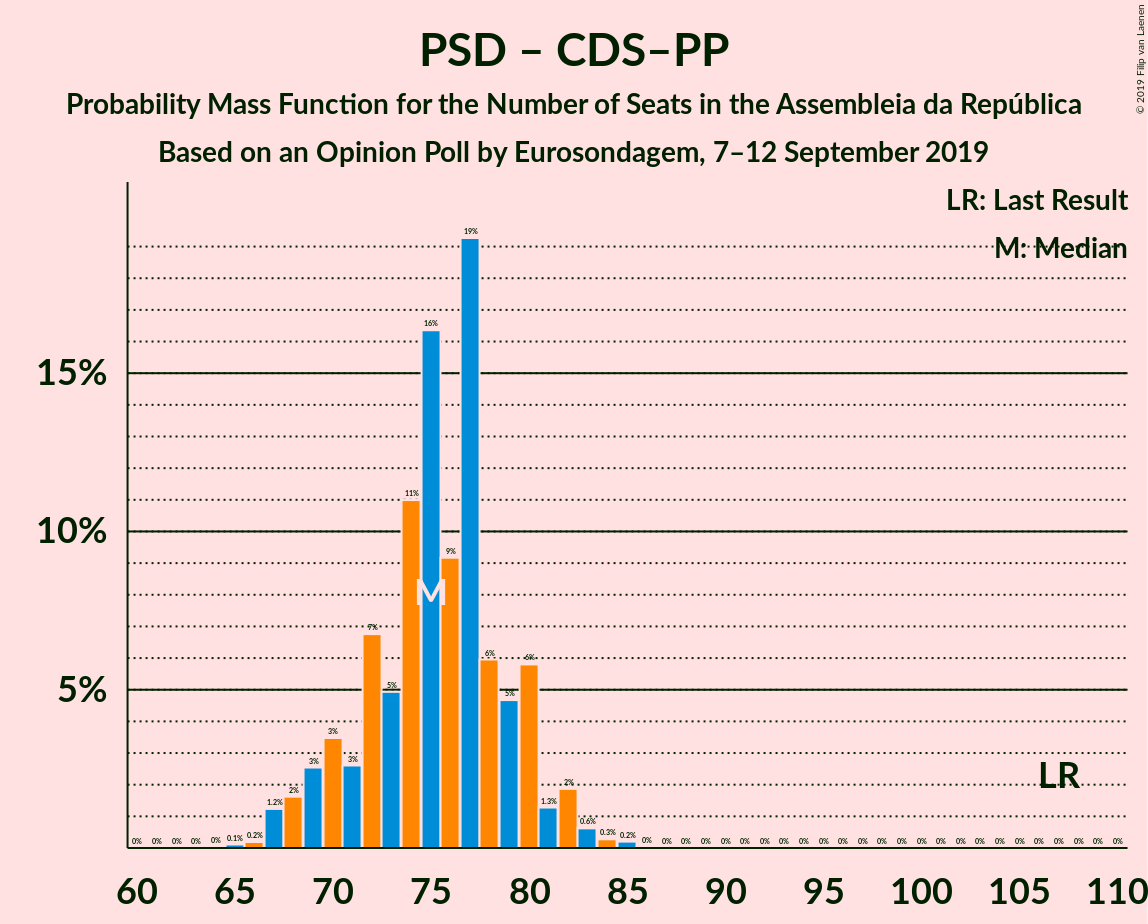 © 2019 Filip van Laenen
PSD – CDS–PP
Probability Mass Function for the Number of Seats in the Assembleia da República
Based on an Opinion Poll by Eurosondagem, 7–12 September 2019
LR: Last Result
M: Median
19%
16%
15%
11%
10%
9%
M
7%
6%
6%
5%
5%
5%
3%
3%
3%
LR
2%
2%
1.2%
1.3%
0.6%
0.3%
0% 0% 0% 0% 0% 0.1% 0.2% 0.2% 0% 0% 0% 0% 0% 0% 0% 0% 0% 0% 0% 0% 0% 0% 0% 0% 0% 0% 0% 0% 0% 0% 0% 0% 0%
60 65 70 75 80 85 90 95 100 105 110